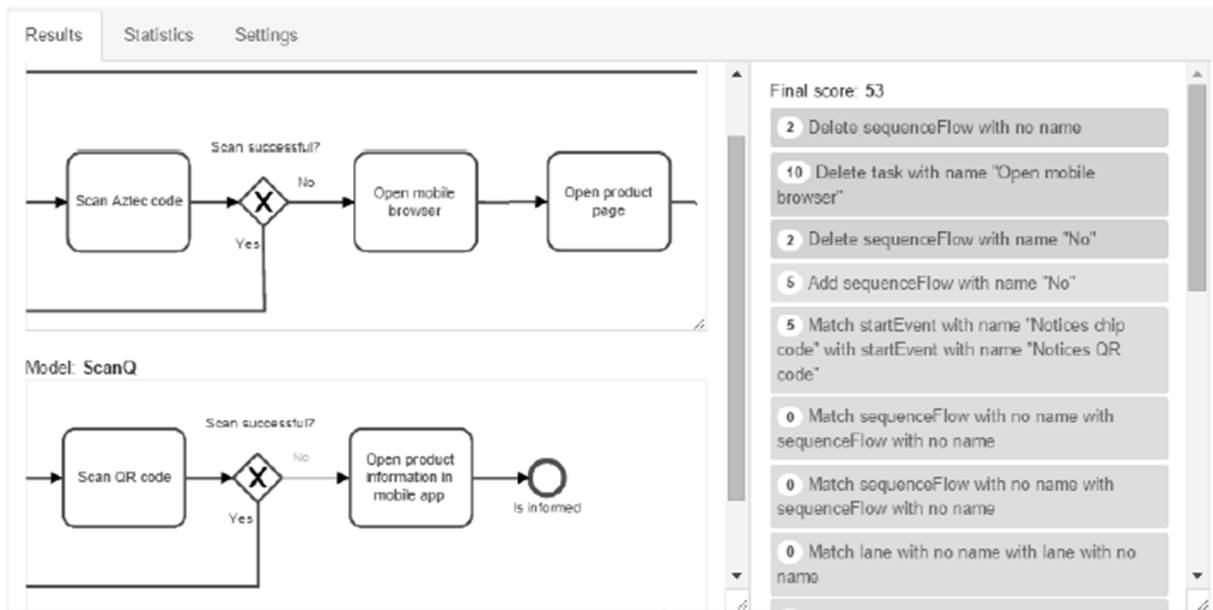 Results Statistics Settings
Scan successful?
Scan Aztec code
No
Yes
Open mobile
browser
Open product
page
Model: ScanQ
Scan successful?
Scan QR code
No
Yes
Open product
information in
mobile app
Is informed
Final score: 53
2 Delete sequenceFlow with no name
10 Delete task with name "Open mobile
browser"
2 Delete sequenceFlow with name "No"
5 Add sequenceFlow with name "No"
5 Match startEvent with name "Notices chip
code" with startEvent with name "Notices QR
code"
0 Match sequenceFlow with no name with
sequenceFlow with no name
0 Match sequenceFlow with no name with
sequenceFlow with no name
0 Match lane with no name with lane with no
name